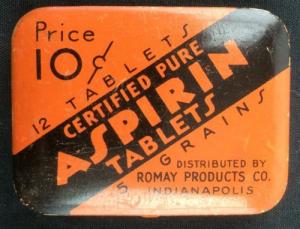 Price
10¢
12 TABLETS
CERTIFIED PURE
ASPIRIN
TABLETS
5 GRAINS
DISTRIBUTED BY
ROMAY PRODUCTS CO.
INDIANAPOLIS